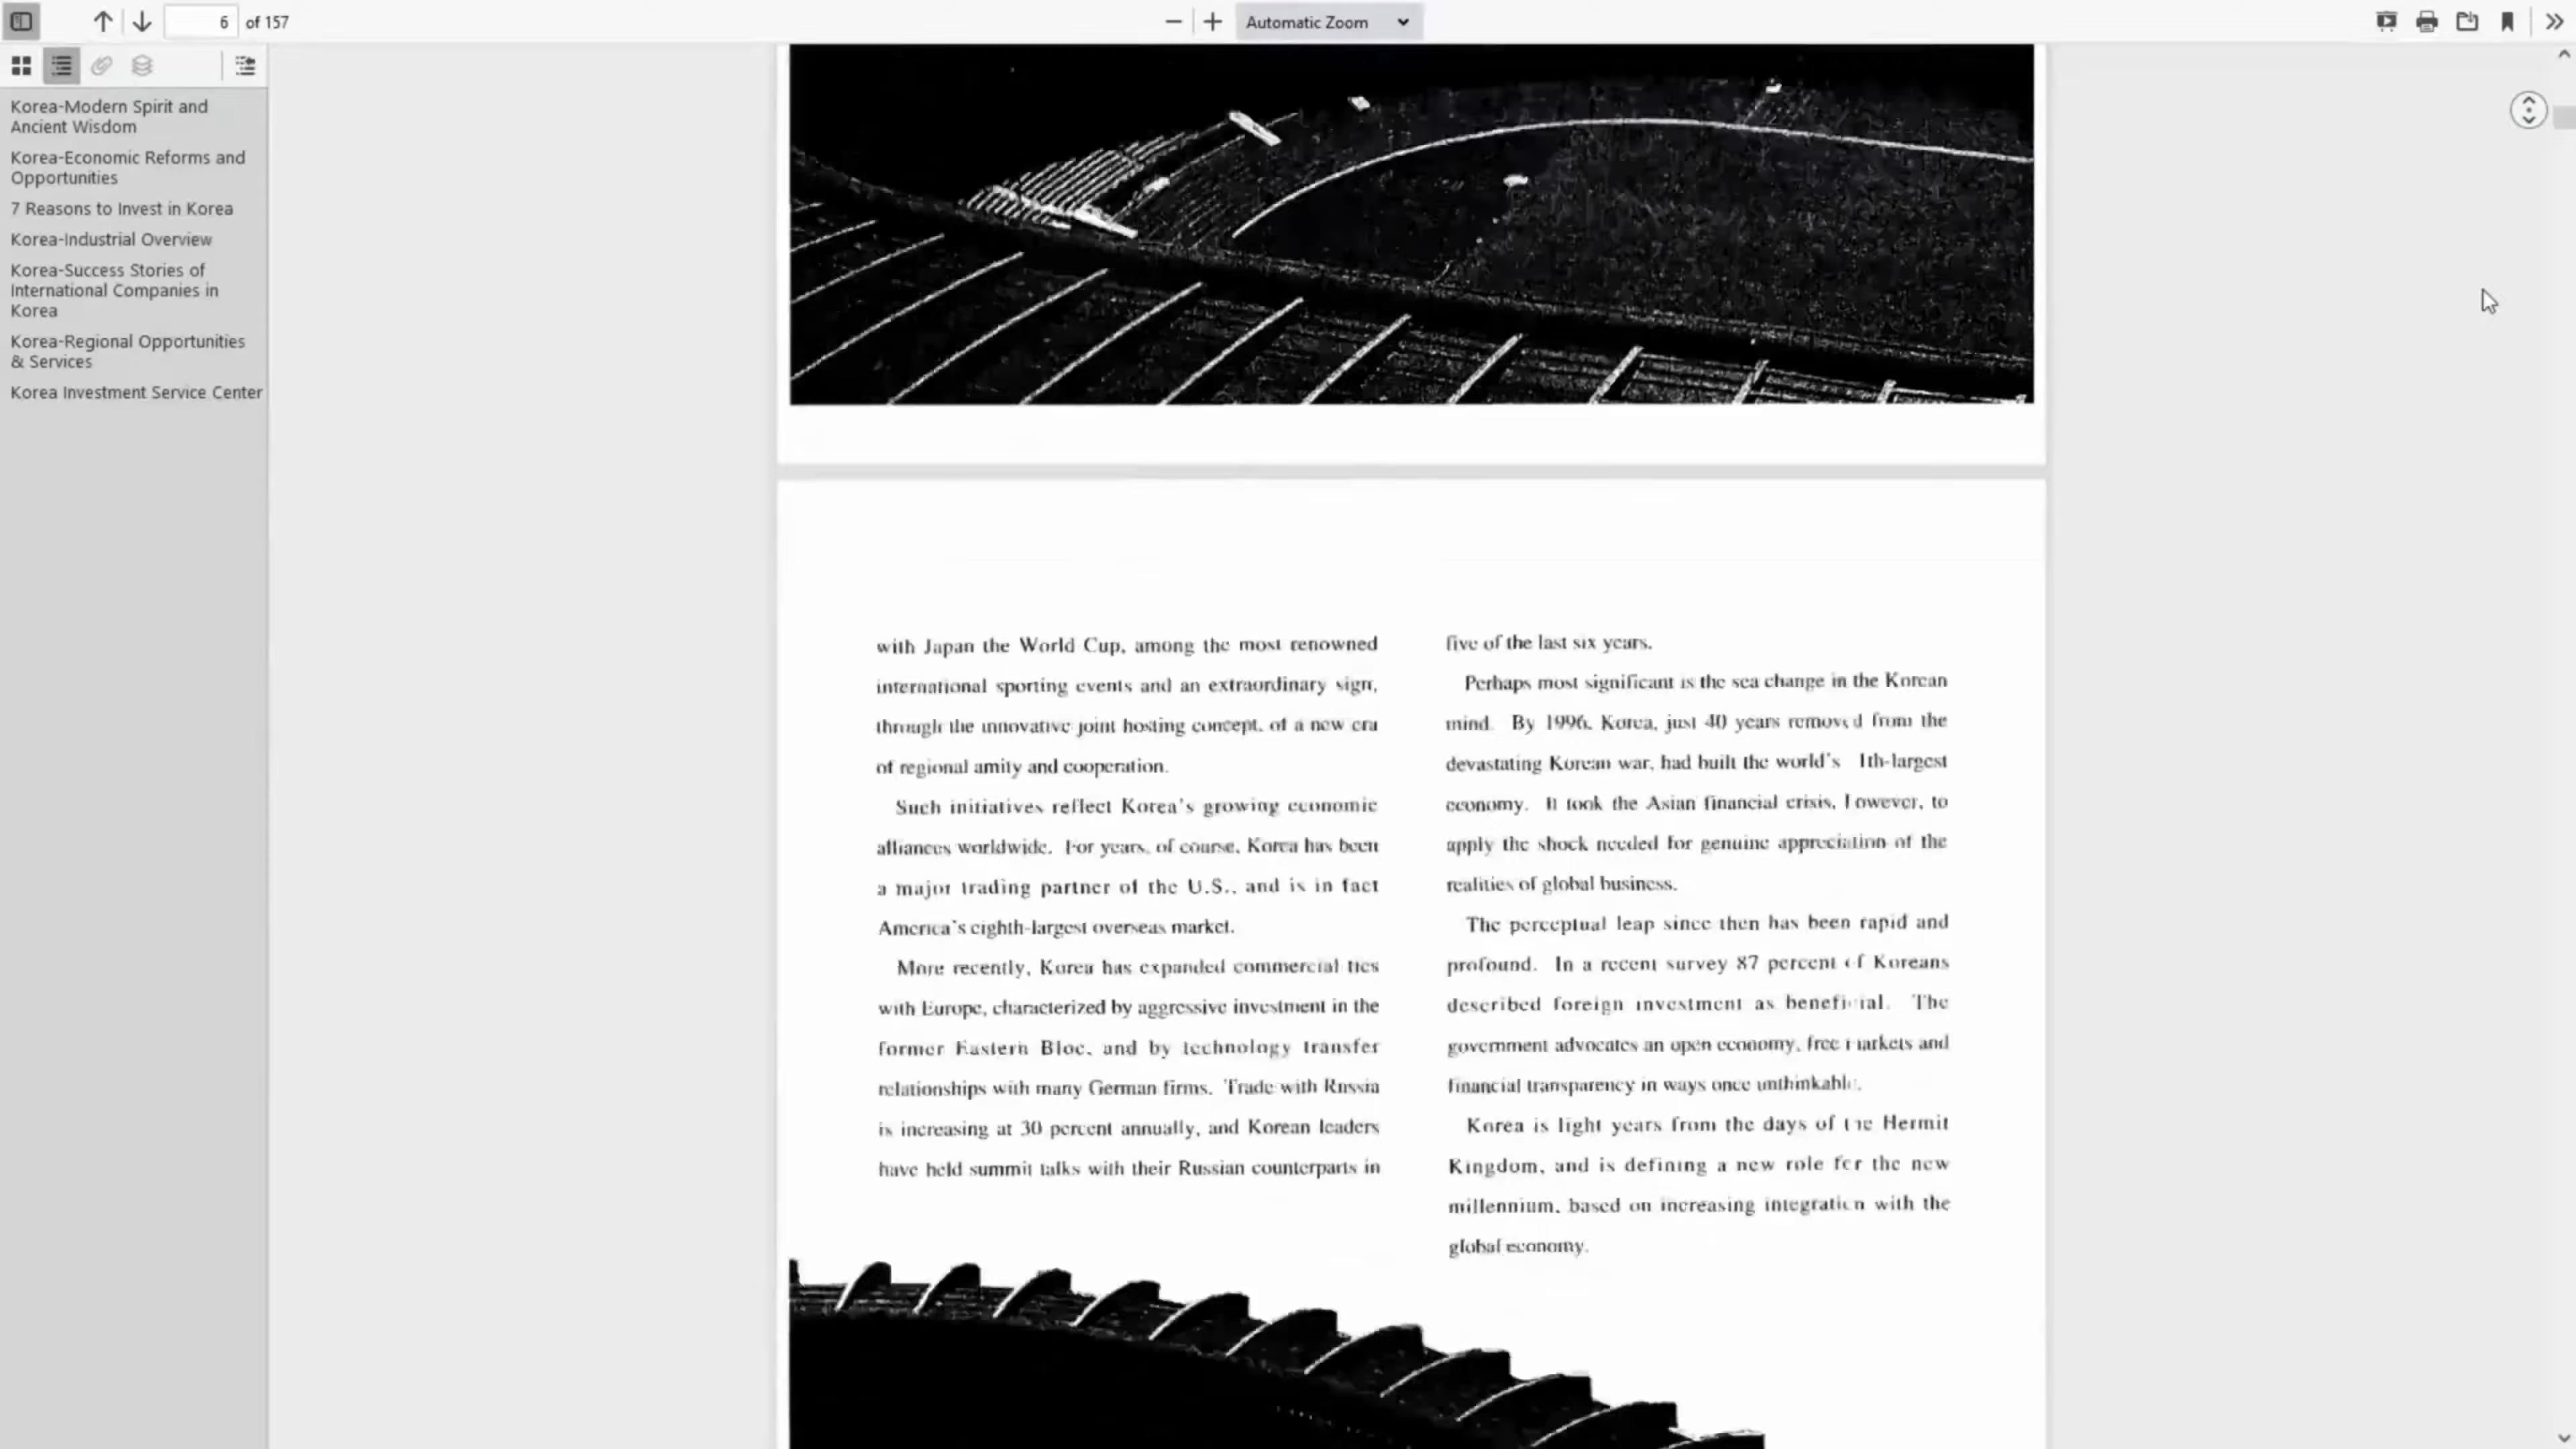 6 of 157
Automatic Zoom
Korea-Modern Spirit and
Ancient Wisdom
Korea-Economic Reforms and
Opportunities
7 Reasons to Invest in Korea
Korea-Industrial Overview
Korea-Success Stories of
International Companies in
Korea
Korea-Regional Opportunities
& Services
Korea Investment Service Center
with Japan the World Cup, among the most renowned
international sporting events and an extraordinary sign,
through the innovative joint hosting concept, of a new era
of regional amity and cooperation.
Such initiatives reflect Korea's growing economic
alliances worldwide. For years, of course, Korea has been
a major trading partner of the U.S., and is in fact
America's eighth-largest overseas market.
More recently, Korea has expanded commercial ties
with Europe, characterized by aggressive investment in the
former Eastern Bloc, and by technology transfer
relationships with many German firms. Trade with Russia
is increasing at 30 percent annually, and Korean leaders
have held summit talks with their Russian counterparts in
five of the last six years.
Perhaps most significant is the sea change in the Korean
mind. By 1996, Korea, just 40 years removed from the
devastating Korean war, had built the world's 1th-largest
economy. It took the Asian financial crisis, however, to
apply the shock needed for genuine appreciation of the
realities of global business.
The perceptual leap since then has been rapid and
profound. In a recent survey 87 percent of Koreans
described foreign investment as beneficial. The
government advocates an open economy, free markets and
financial transparency in ways once unthinkable.
Korea is light years from the days of the Hermit
Kingdom, and is defining a new role for the new
millennium, based on increasing integration with the
global economy.